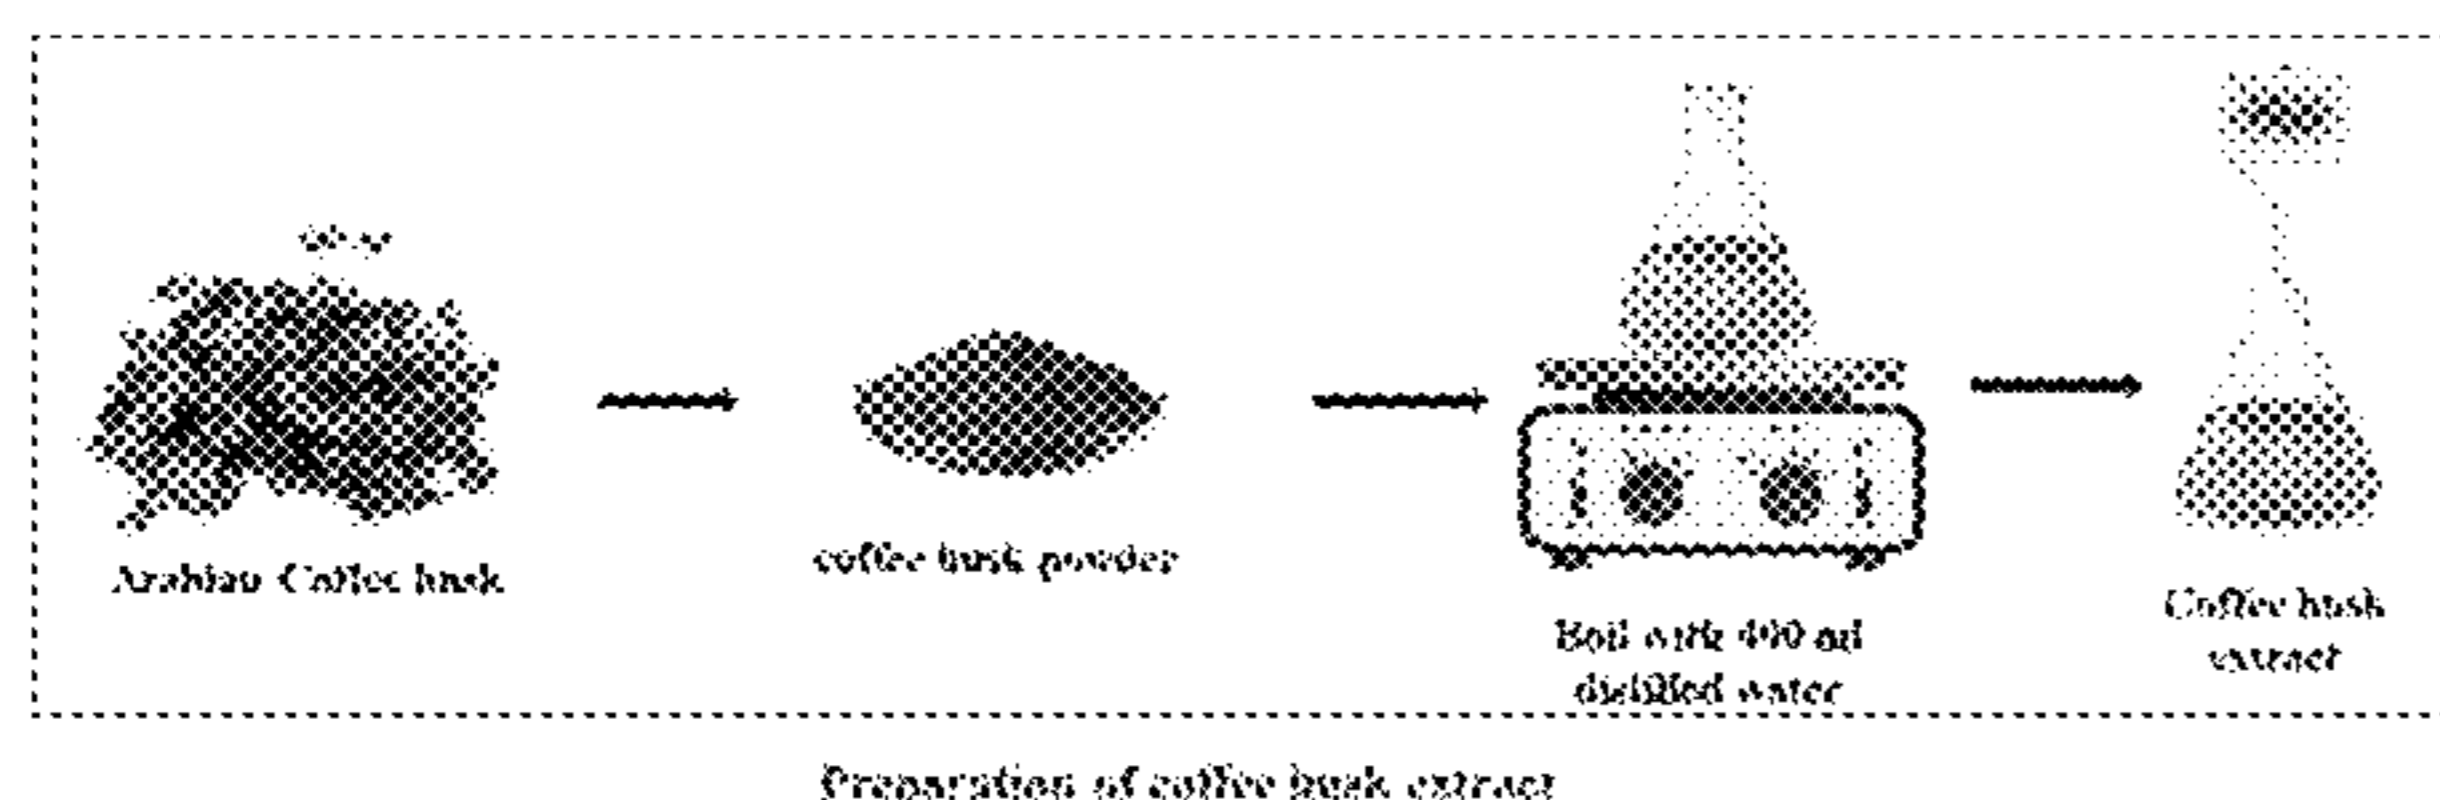 Arabian Coffee husk
coffee husk powder
Boil with 400 ml
distilled water
Coffee husk
extract
Preparation of coffee husk extract